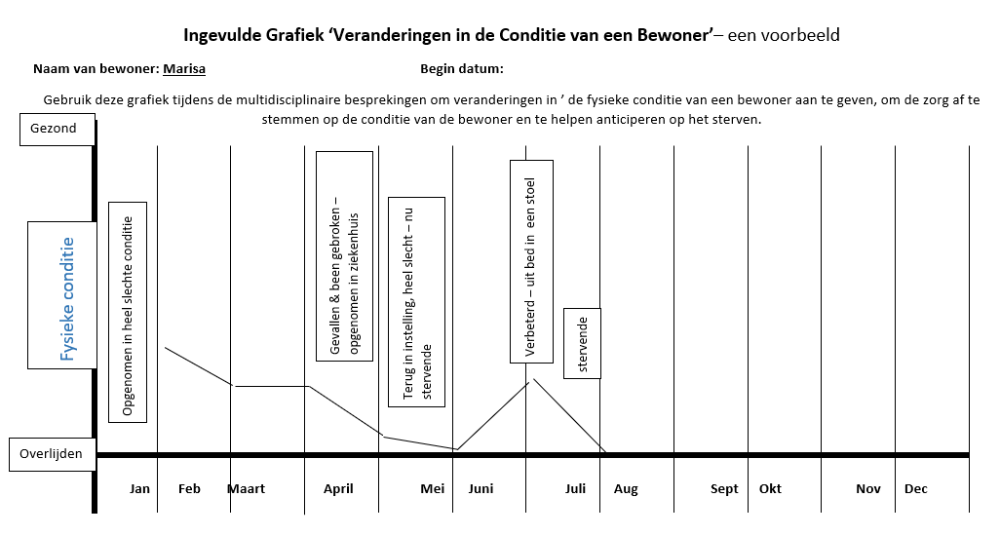 Ingevulde Grafiek ‘Veranderingen in de Conditie van een Bewoner’– een voorbeeld
Naam van bewoner: Marisa Begin datum:
Gebruik deze grafiek tijdens de multidisciplinaire besprekingen om veranderingen in ’ de fysieke conditie van een bewoner aan te geven, om de zorg af te
stemmen op de conditie van de bewoner en te helpen anticiperen op het sterven.
Gezond
Fysieke conditie
Opgenomen in heel slechte conditie
Gevallen & been gebroken –
opgenomen in ziekenhuis
Terug in instelling, heel slecht – nu
stervende
Verbeterd – uit bed in een stoel
stervende
Overlijden
Jan Feb Maart April Mei Juni Juli Aug Sept Okt Nov Dec